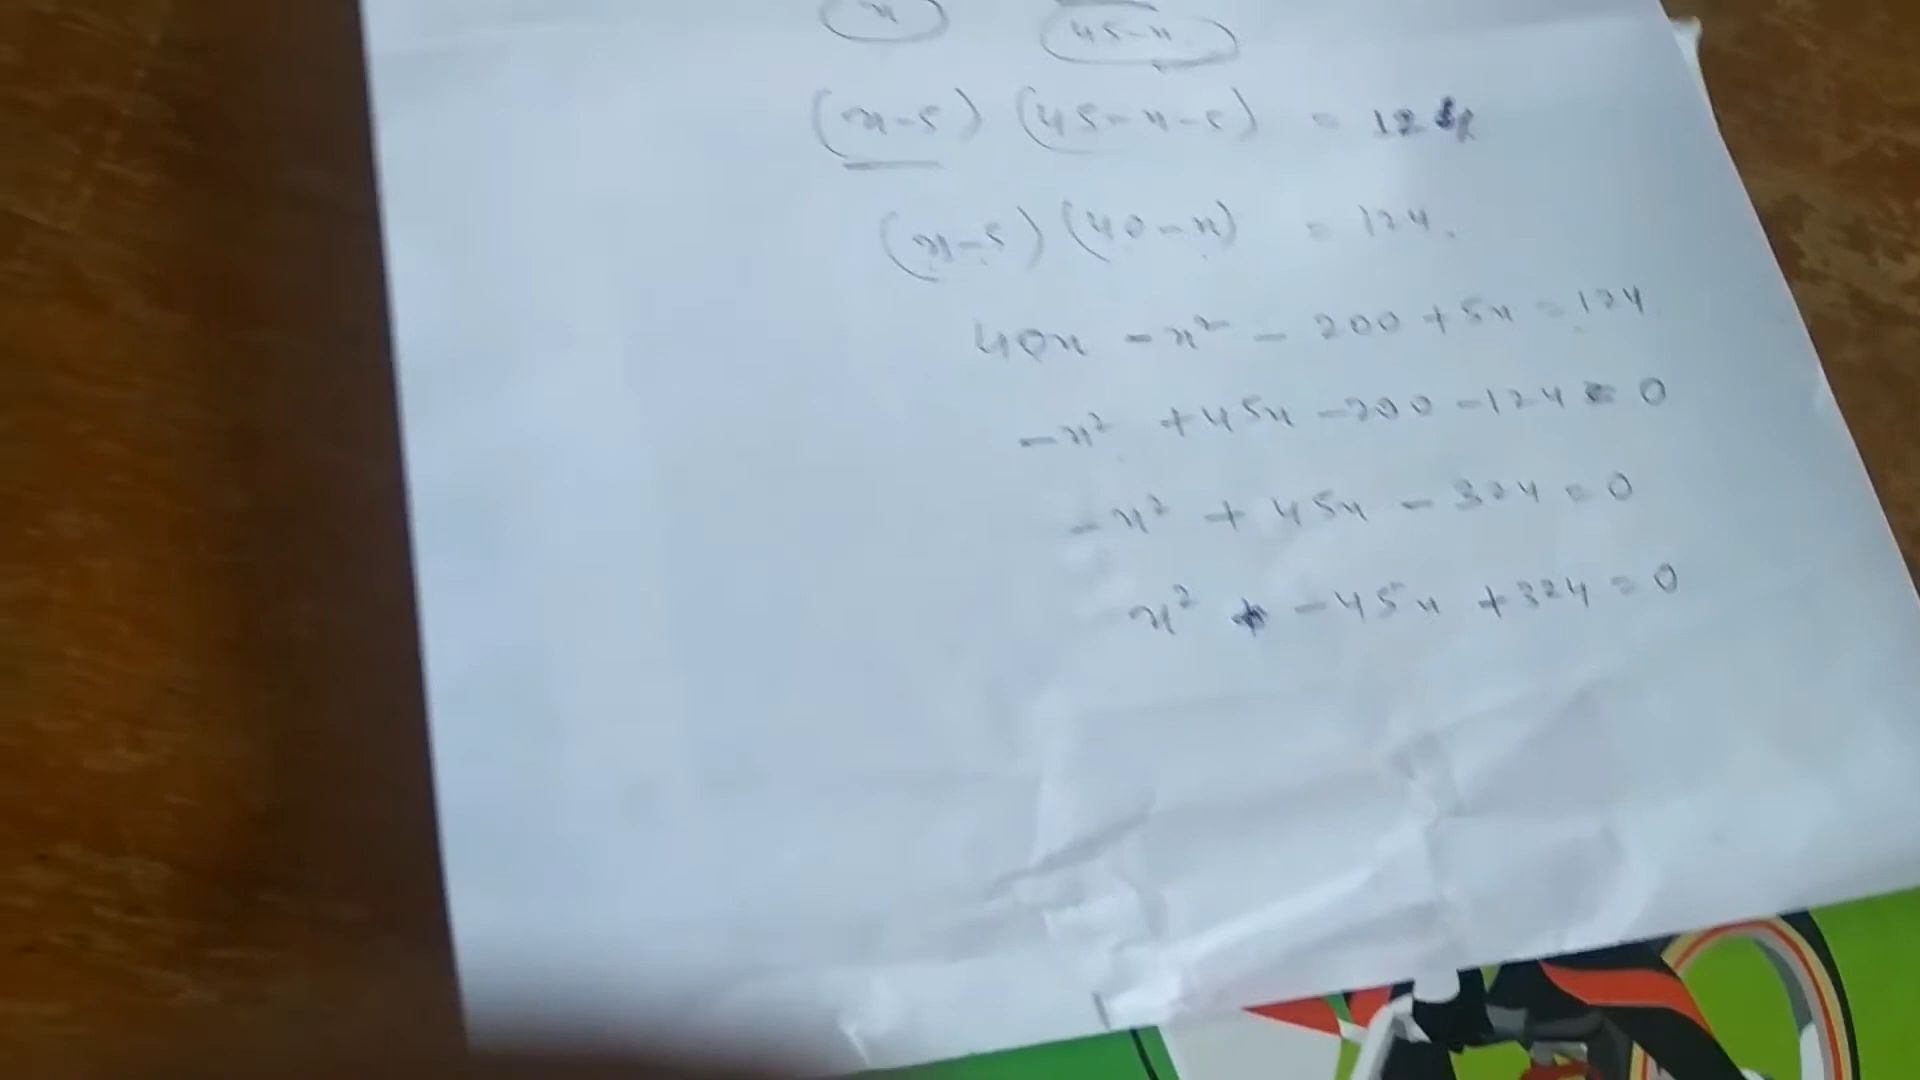 x 45-x
(x-5) (45-x-5) = 124
(x-5) (40-x) = 124.
40x - x² - 200 + 5x = 124
-x² + 45x - 200 - 124 = 0
-x² + 45x - 324 = 0
x² - 45x + 324 = 0